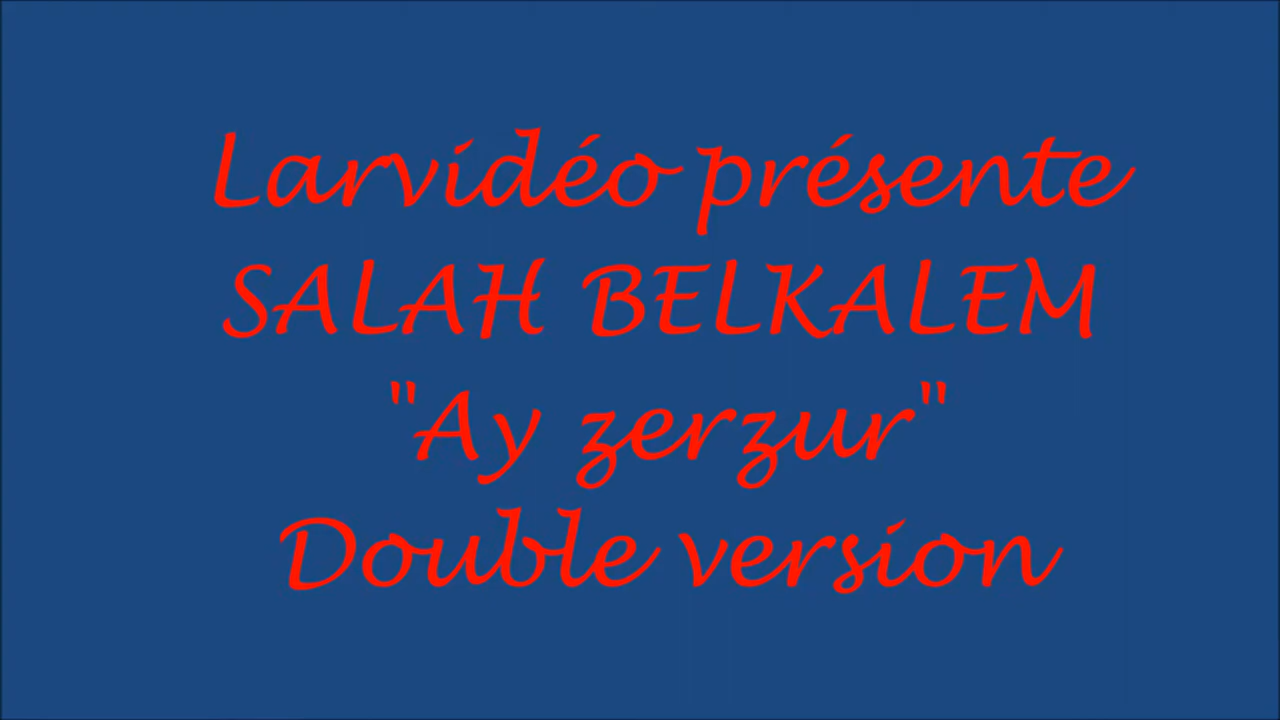 Larvidéo présente
SALAH BELKALEM
"Ay zerzur"
Double version